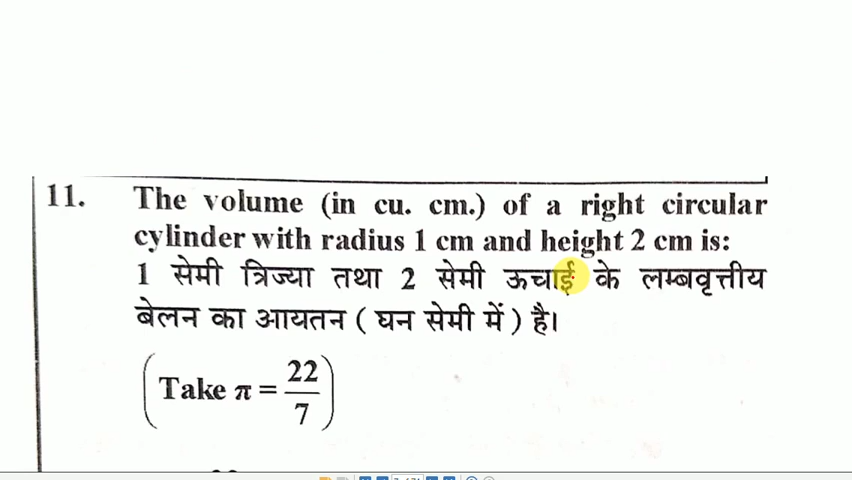 11. The volume (in cu. cm.) of a right circular
cylinder with radius 1 cm and height 2 cm is:
1 सेमी त्रिज्या तथा 2 सेमी ऊचाई के लम्बवृत्तीय
बेलन का आयतन ( घन सेमी में ) है।
(Take π = 22/7)